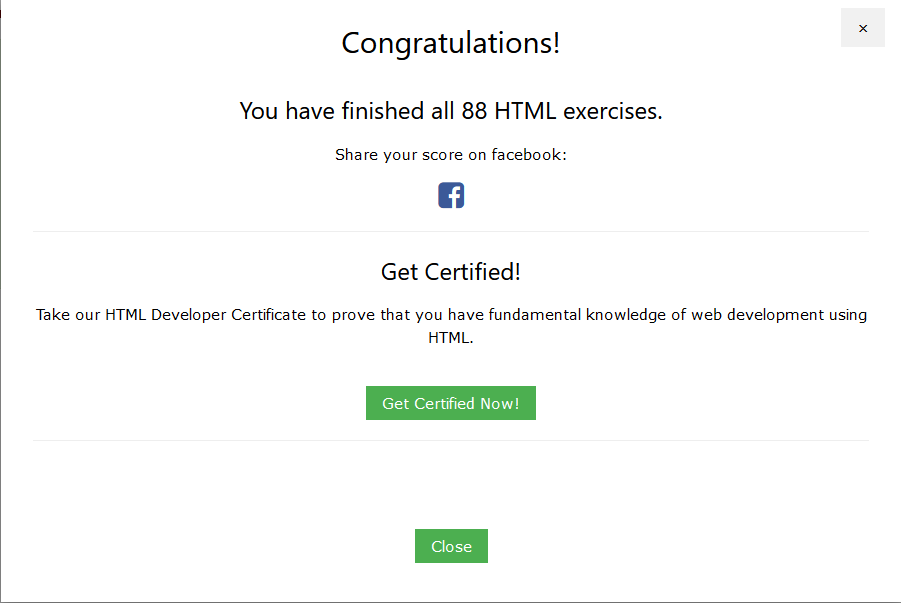 ×
Congratulations!
You have finished all 88 HTML exercises.
Share your score on facebook:
f
Get Certified!
Take our HTML Developer Certificate to prove that you have fundamental knowledge of web development using
HTML.
Get Certified Now!
Close